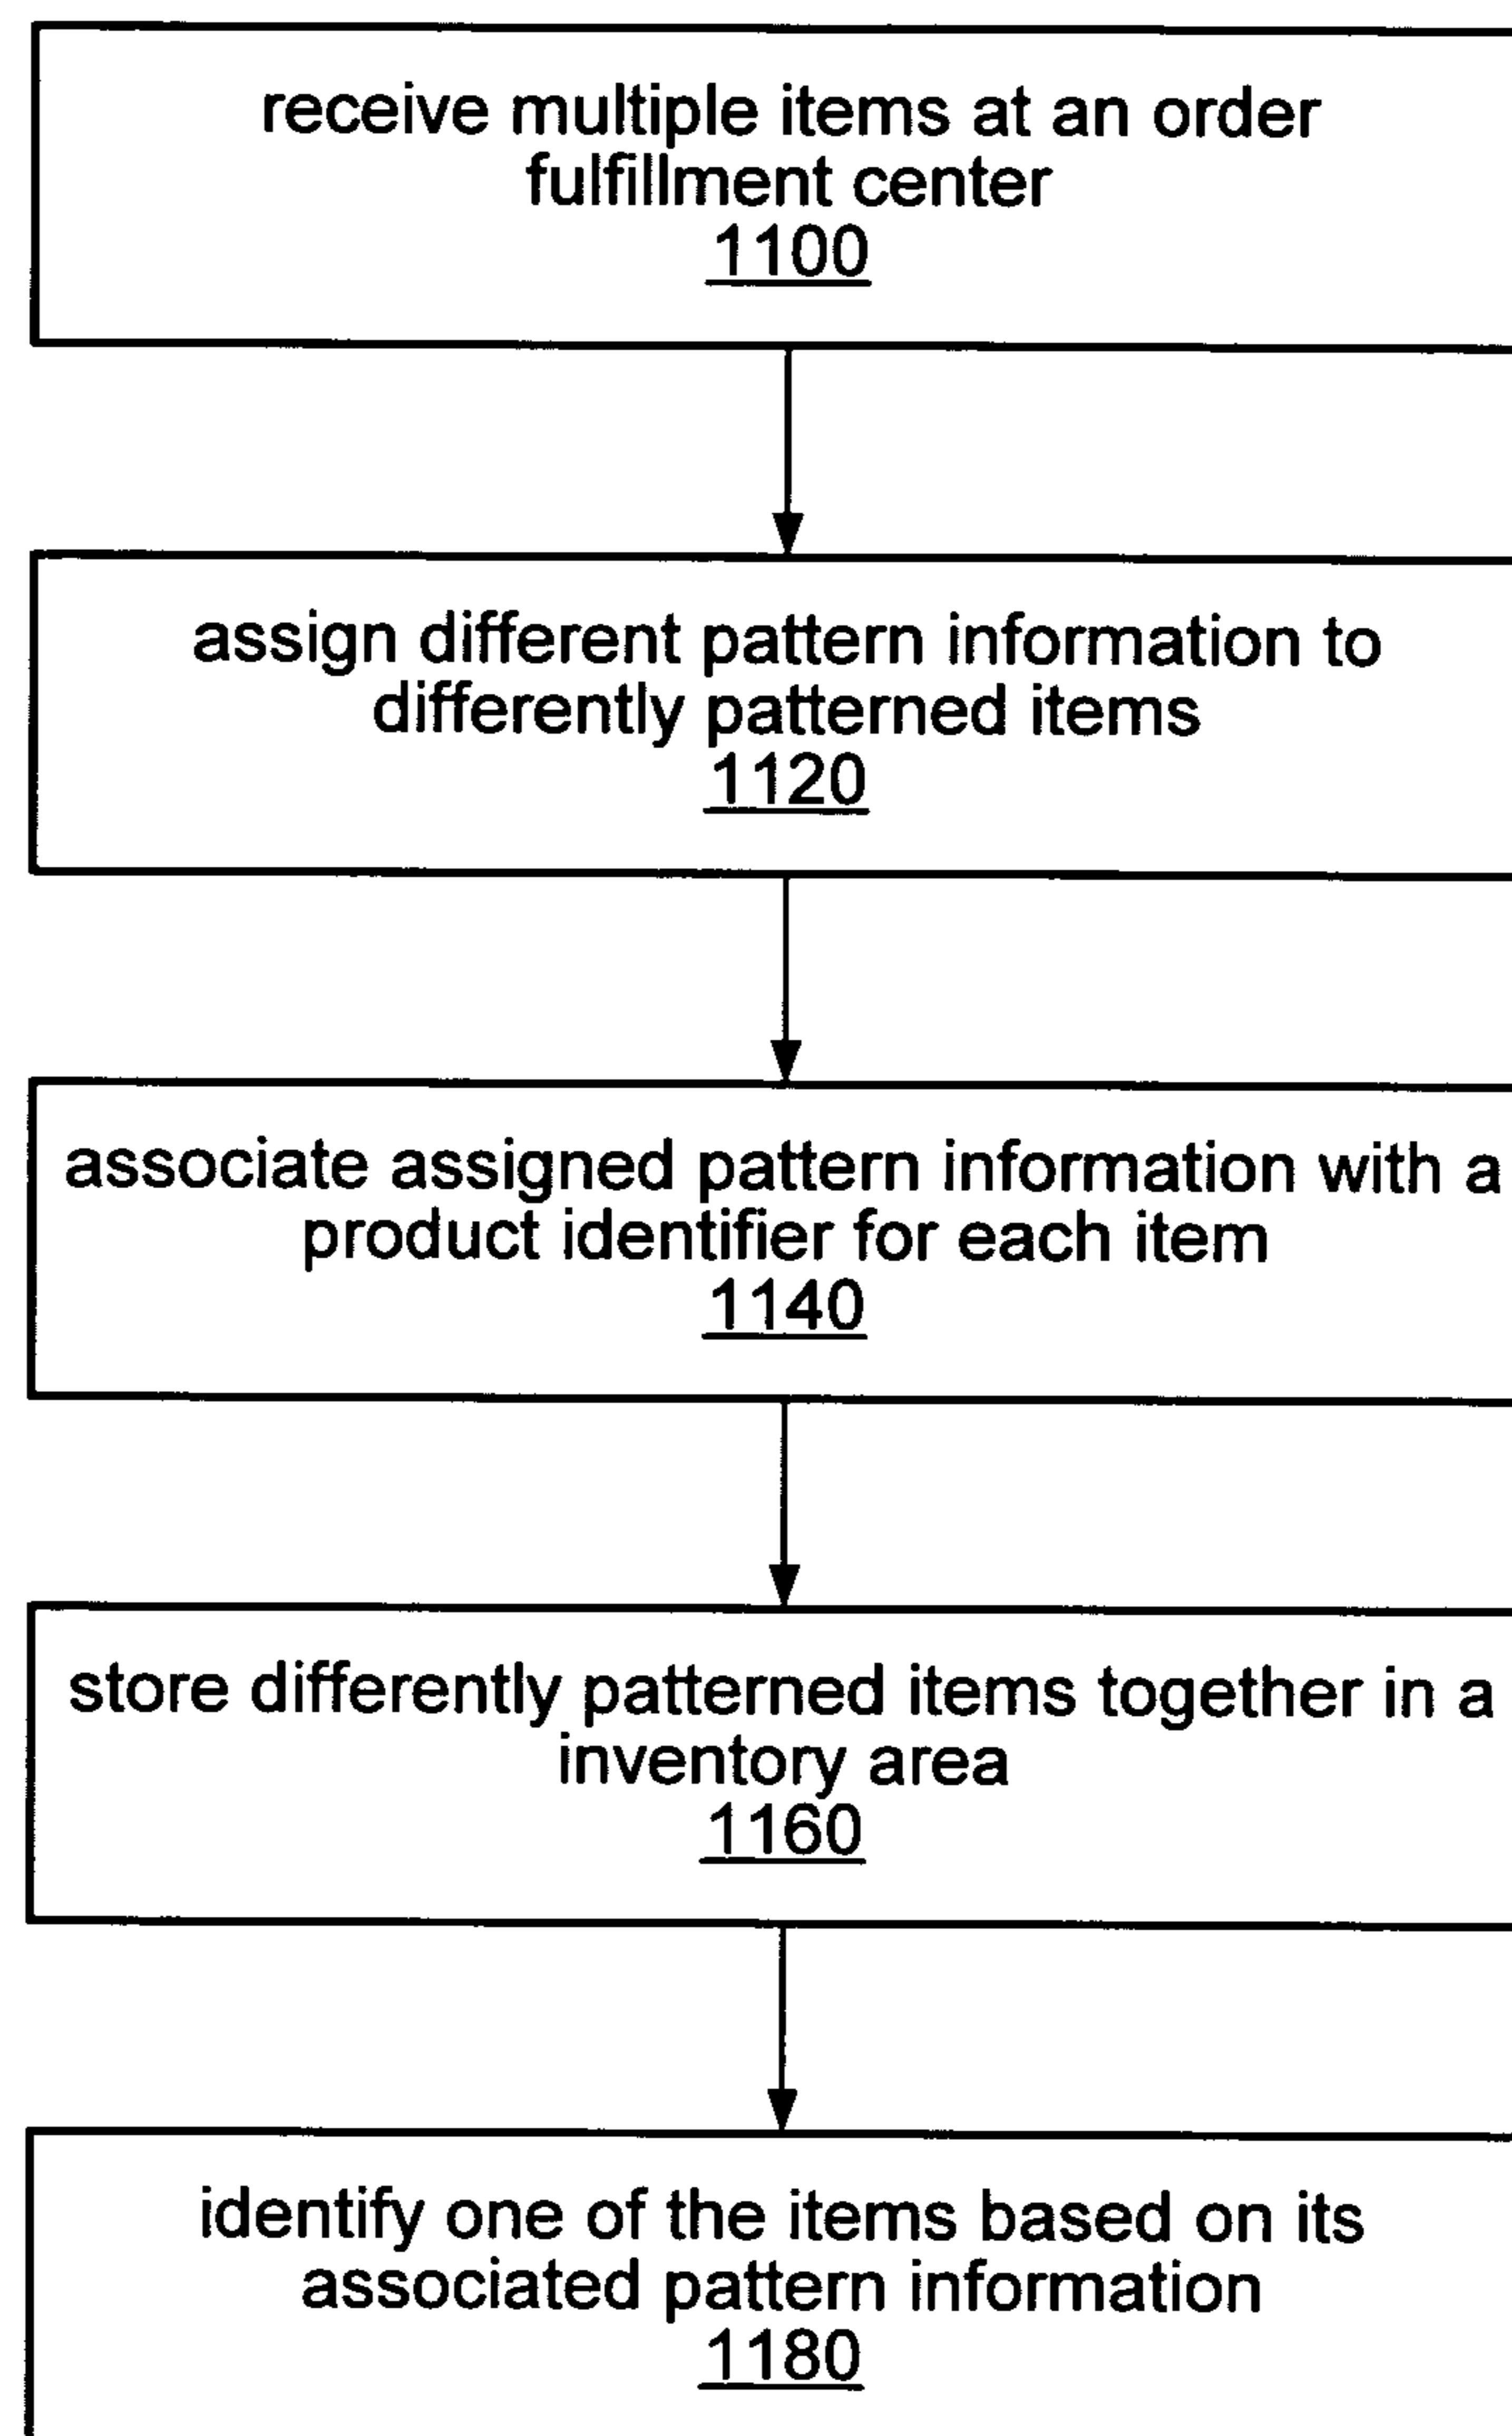 receive multiple items at an order
fulfillment center
1100
assign different pattern information to
differently patterned items
1120
associate assigned pattern information with a
product identifier for each item
1140
store differently patterned items together in a
inventory area
1160
identify one of the items based on its
associated pattern information
1180